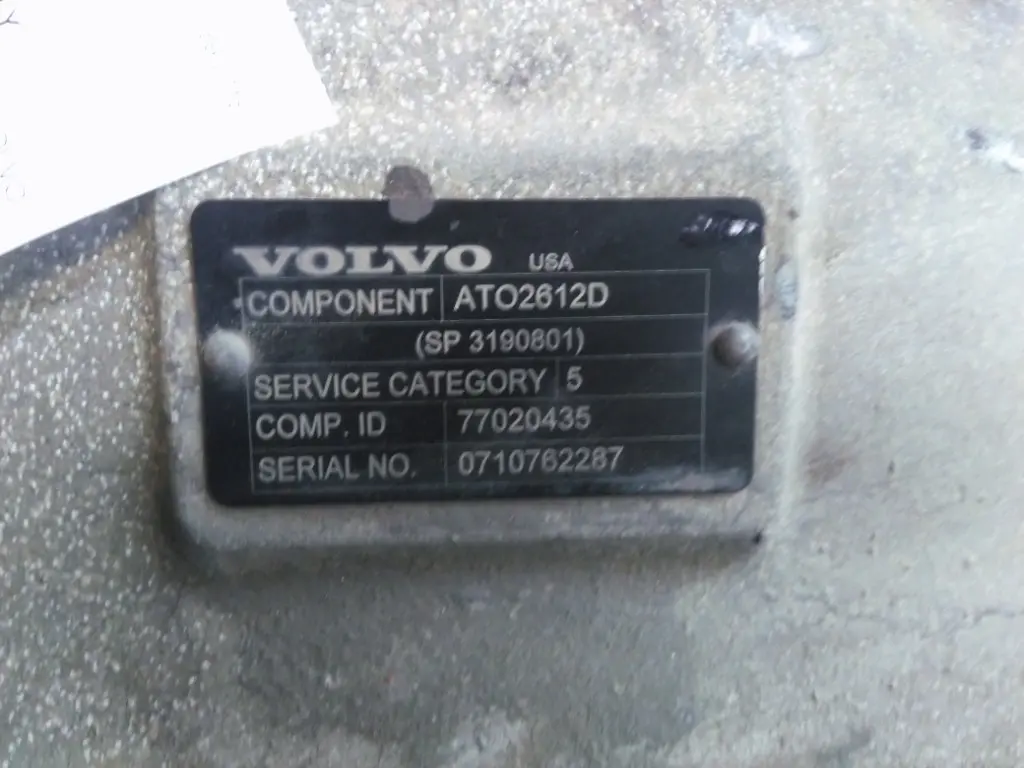 VOLVO USA
COMPONENT ATO2612D
(SP 3190801)
SERVICE CATEGORY 5
COMP. ID 77020435
SERIAL NO. 0710762287